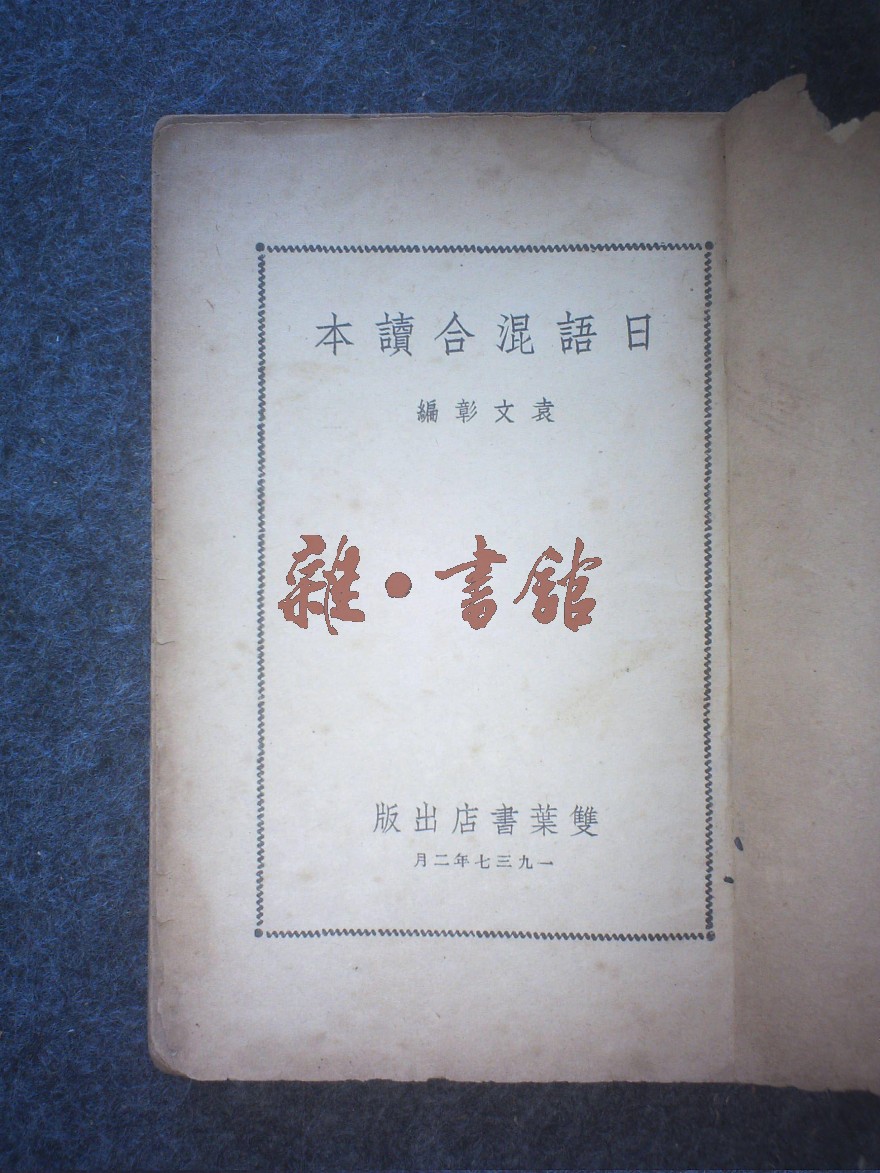 日語混合讀本
袁文彰編
雜•書館
雙葉書店出版
一九三七年二月